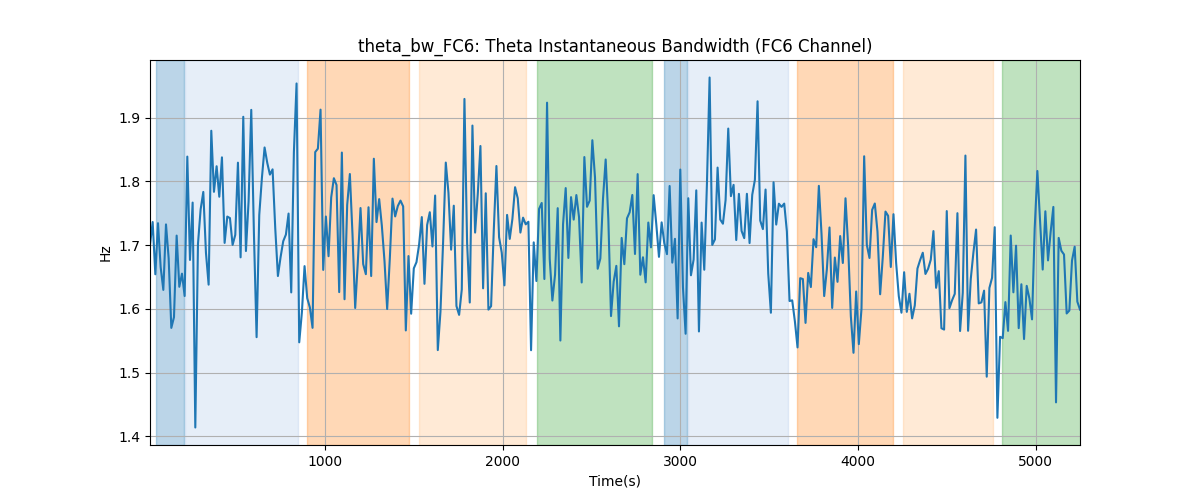 theta_bw_FC6: Theta Instantaneous Bandwidth (FC6 Channel)
1.9
1.8
1.7
1.6
1.5
1.4
Hz
1000 2000 3000 4000 5000
Time(s)